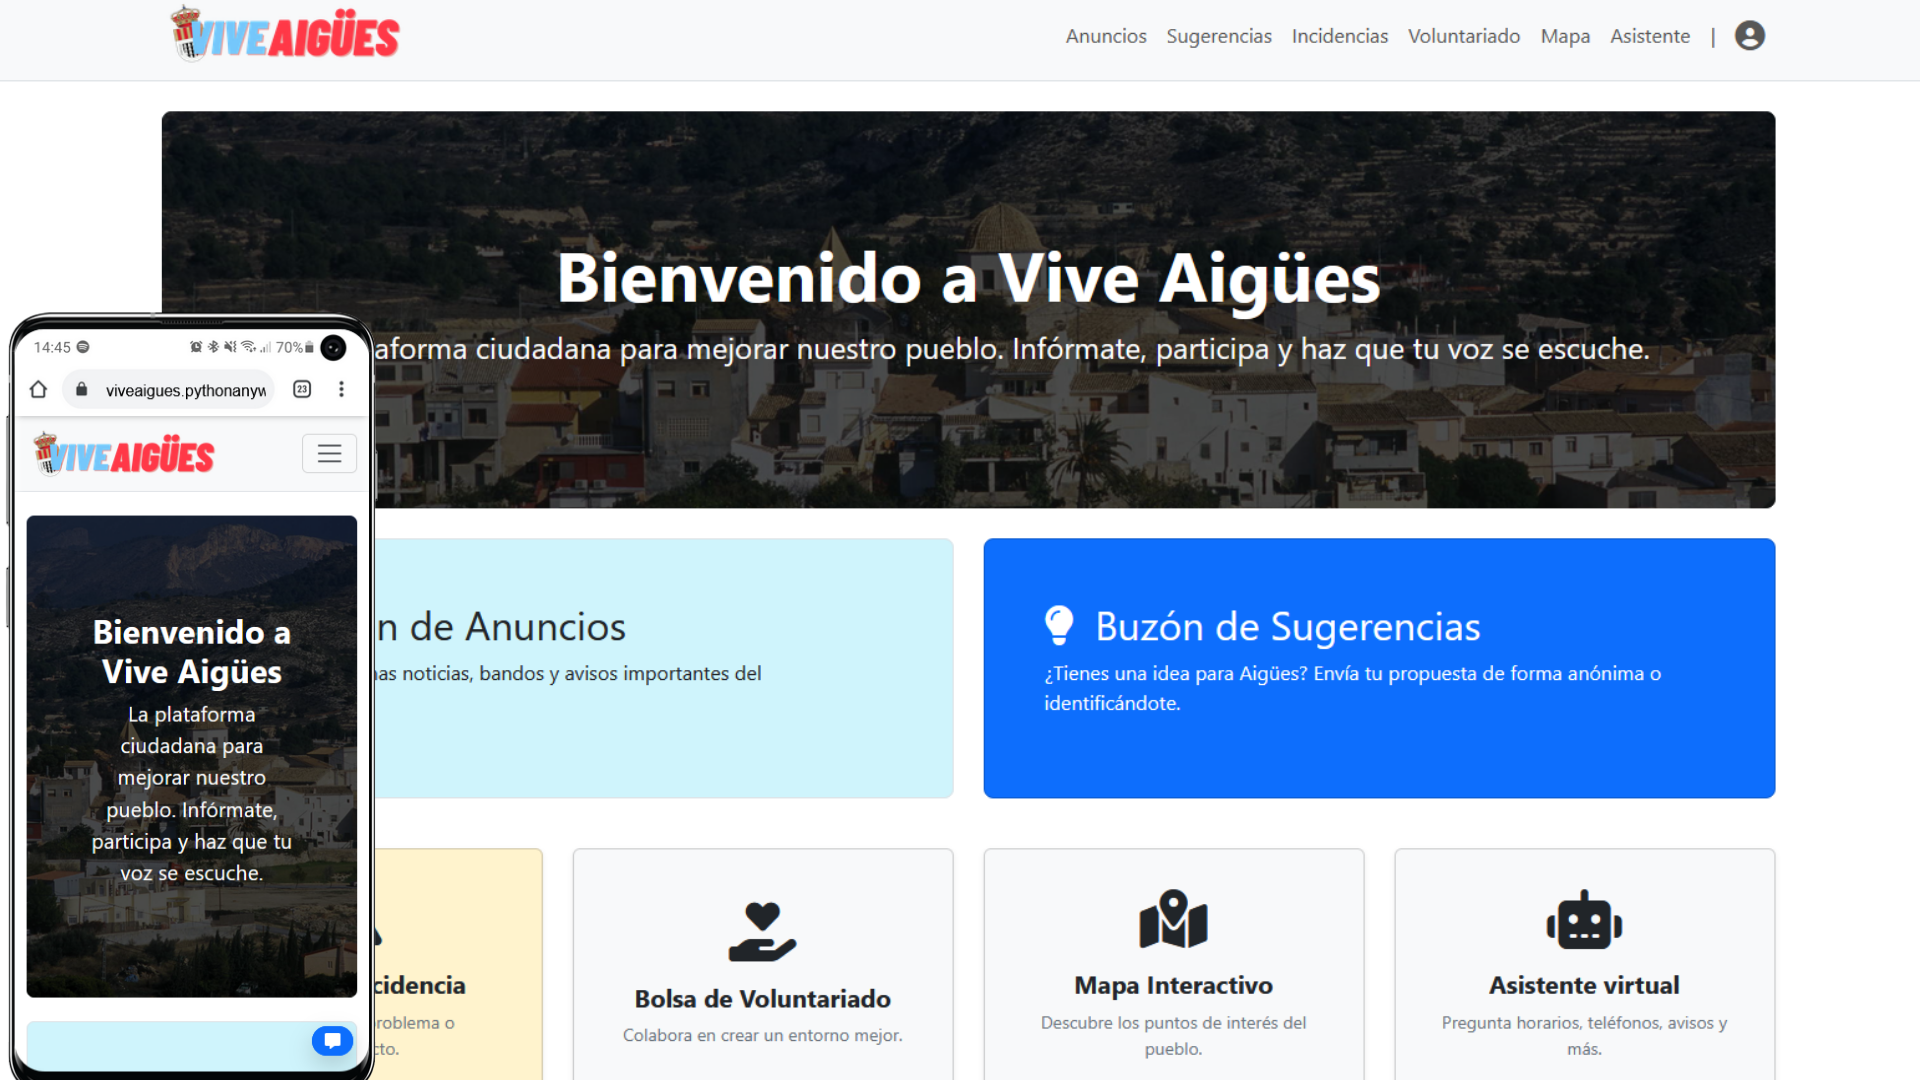 VIVEAIGÜES
Anuncios Sugerencias Incidencias Voluntariado Mapa Asistente |
Bienvenido a Vive Aigües
aforma ciudadana para mejorar nuestro pueblo. Infórmate, participa y haz que tu voz se escuche.
n de Anuncios
as noticias, bandos y avisos importantes del
Buzón de Sugerencias
¿Tienes una idea para Aigües? Envía tu propuesta de forma anónima o
identificándote.
cidencia
roblema o
cto.
Bolsa de Voluntariado
Colabora en crear un entorno mejor.
Mapa Interactivo
Descubre los puntos de interés del
pueblo.
Asistente virtual
Pregunta horarios, teléfonos, avisos y
más.
14:45 70%
viveaigues.pythonanyw 23
VIVEAIGÜES
Bienvenido a
Vive Aigües
La plataforma
ciudadana para
mejorar nuestro
pueblo. Infórmate,
participa y haz que tu
voz se escuche.